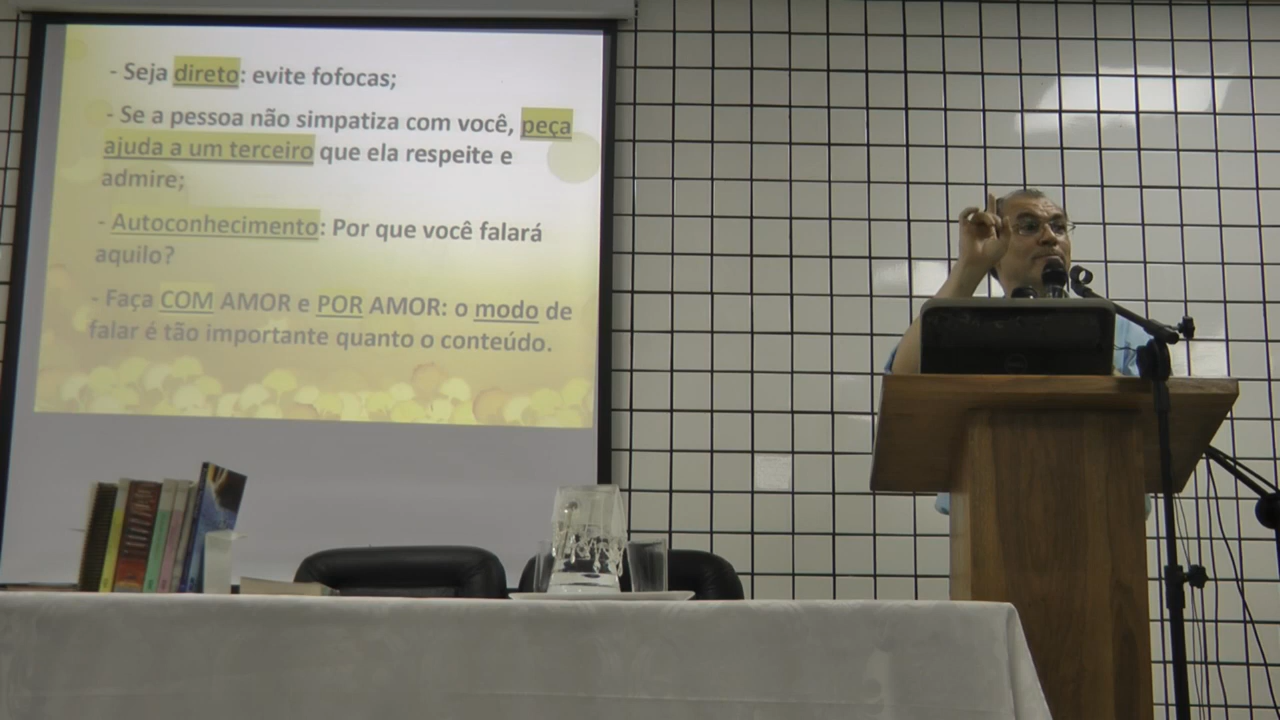 - Seja direto: evite fofocas;
- Se a pessoa não simpatiza com você, peça
ajuda a um terceiro que ela respeite e
admire;
- Autoconhecimento: Por que você falará
aquilo?
- Faça COM AMOR e POR AMOR: o modo de
falar é tão importante quanto o conteúdo.